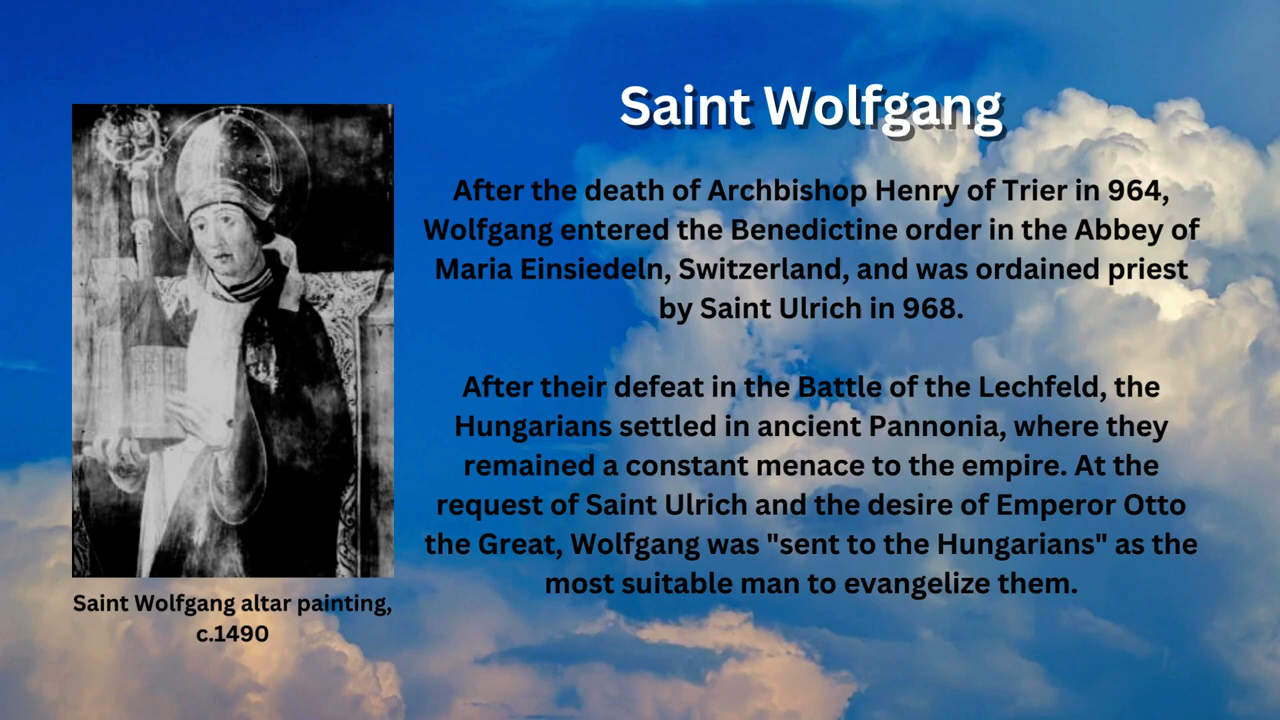 Saint Wolfgang
After the death of Archbishop Henry of Trier in 964,
Wolfgang entered the Benedictine order in the Abbey of
Maria Einsiedeln, Switzerland, and was ordained priest
by Saint Ulrich in 968.
After their defeat in the Battle of the Lechfeld, the
Hungarians settled in ancient Pannonia, where they
remained a constant menace to the empire. At the
request of Saint Ulrich and the desire of Emperor Otto
the Great, Wolfgang was "sent to the Hungarians" as the
most suitable man to evangelize them.
Saint Wolfgang altar painting,
c.1490